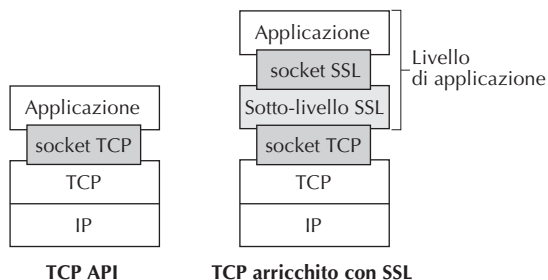 Applicazione
socket TCP
TCP
IP
TCP API
Applicazione
socket SSL
Sotto-livello SSL
socket TCP
TCP
IP
TCP arricchito con SSL
Livello
di applicazione